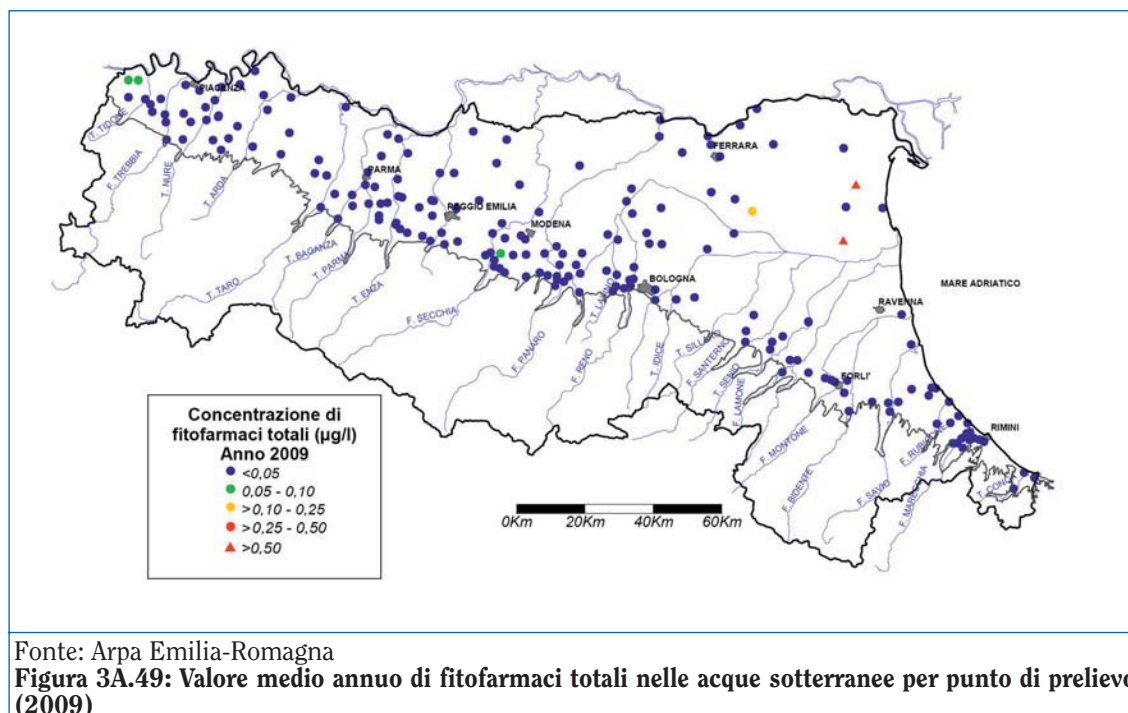 PIACENZA
T. TIDONE
F. TREBBIA
T. NURE
T. ARDA
PARMA
REGGIO EMILIA
MODENA
FERRARA
BOLOGNA
MARE ADRIATICO
RAVENNA
T. TARO
T. BAGANZA
T. PARMA
T. ENZA
F. SECCHIA
F. PANARO
F. RENO
T. LAVINO
T. IDICE
T. SILLARO
F. SANTERNO
T. SENIO
F. LAMONE
FORLI'
F. MONTONE
F. BIDENTE
F. SAVIO
F. RUBICONE
F. MARECCHIA
RIMINI
T. CONCA
Concentrazione di
fitofarmaci totali (µg/l)
Anno 2009
<0,05
0,05 - 0,10
>0,10 - 0,25
>0,25 - 0,50
>0,50
0Km 20Km 40Km 60Km
Fonte: Arpa Emilia-Romagna
Figura 3A.49: Valore medio annuo di fitofarmaci totali nelle acque sotterranee per punto di prelievo
(2009)